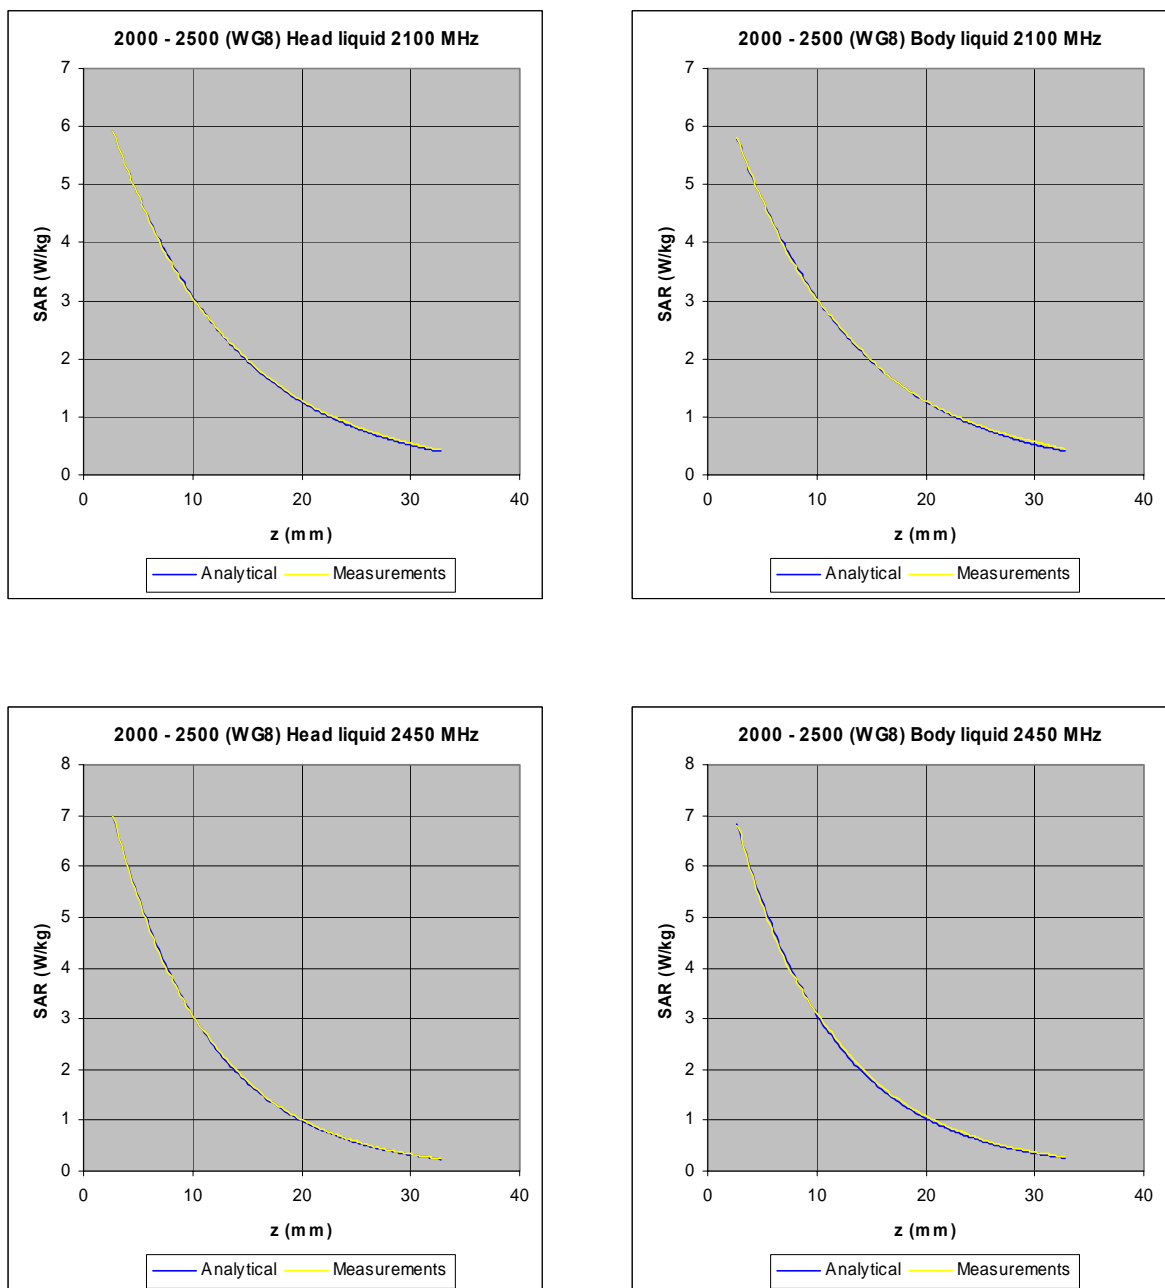 2000 - 2500 (WG8) Head liquid 2100 MHz
7
6
5
4
3
2
1
0
SAR (W/kg)
0 10 20 30 40
z (mm)
Analytical Measurements
2000 - 2500 (WG8) Body liquid 2100 MHz
7
6
5
4
3
2
1
0
SAR (W/kg)
0 10 20 30 40
z (mm)
Analytical Measurements
2000 - 2500 (WG8) Head liquid 2450 MHz
8
7
6
5
4
3
2
1
0
SAR (W/kg)
0 10 20 30 40
z (mm)
Analytical Measurements
2000 - 2500 (WG8) Body liquid 2450 MHz
8
7
6
5
4
3
2
1
0
SAR (W/kg)
0 10 20 30 40
z (mm)
Analytical Measurements